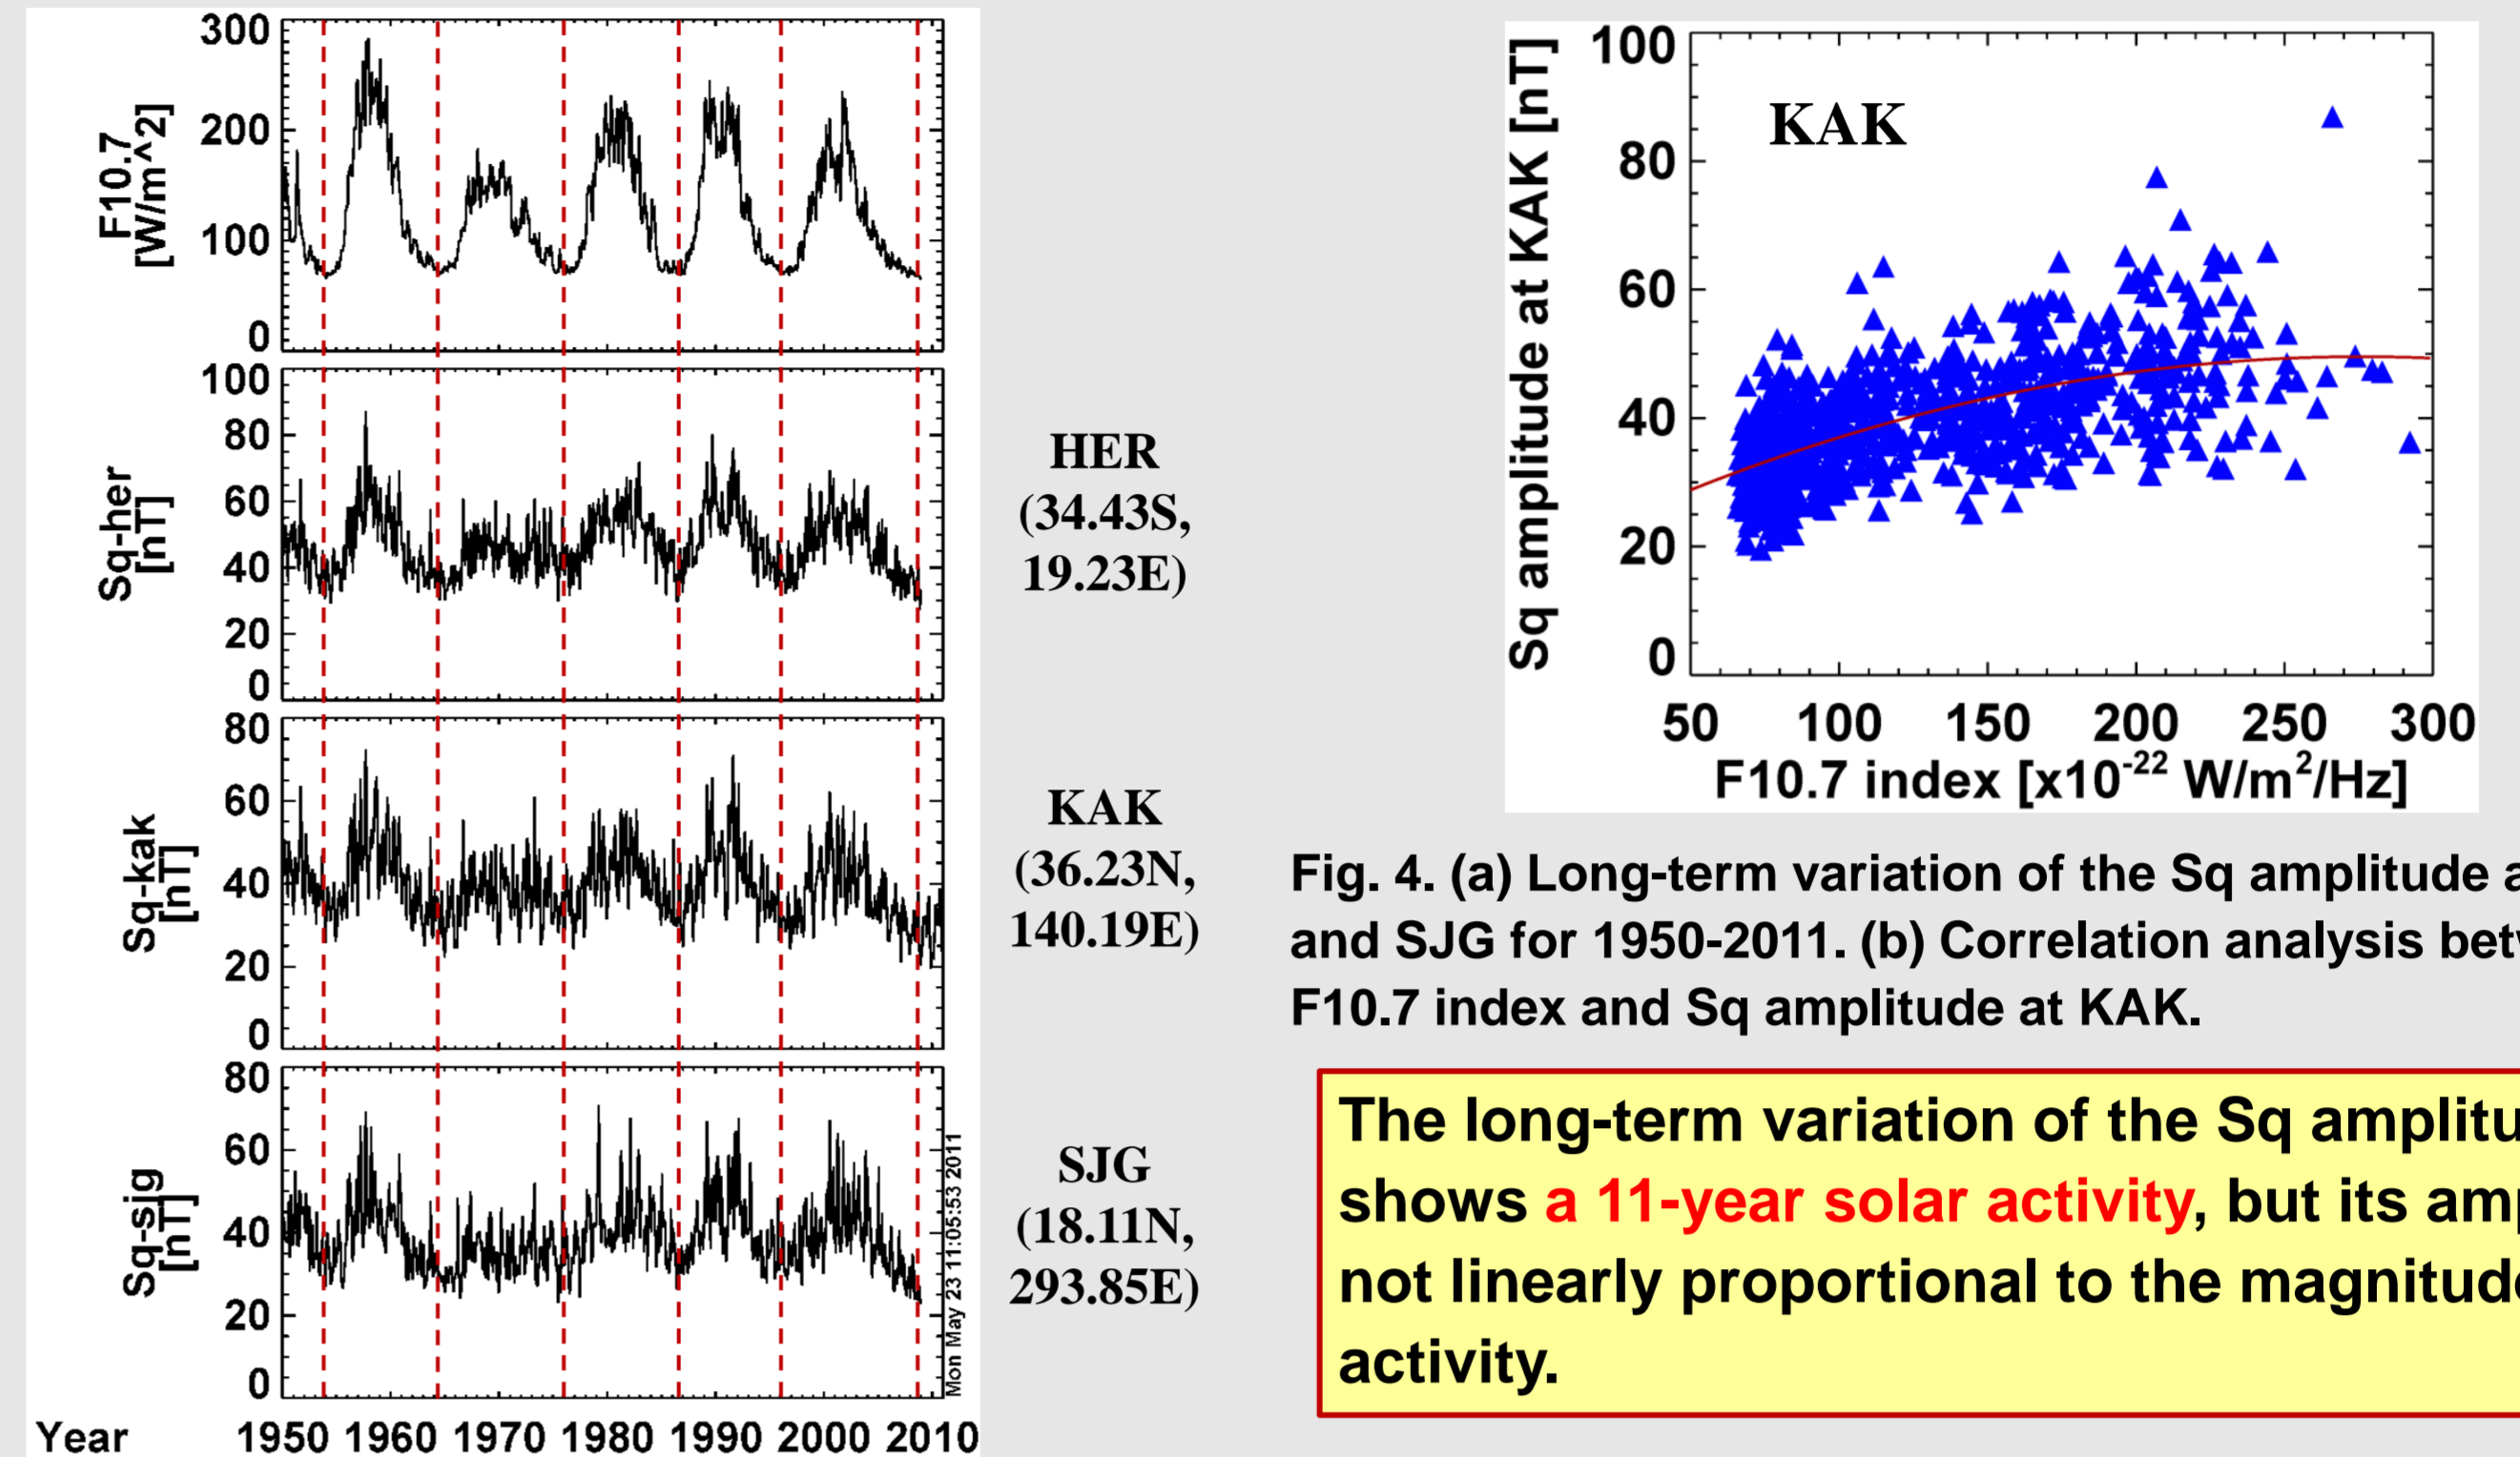 300
200
100
0
F10.7
[W/m^2]
100
80
60
40
20
0
Sq-her
[nT]
HER
(34.43S,
19.23E)
80
60
40
20
0
Sq-kak
[nT]
KAK
(36.23N,
140.19E)
80
60
40
20
0
Sq-sjg
[nT]
SJG
(18.11N,
293.85E)
Mon May 23 11:05:53 2011
Year 1950 1960 1970 1980 1990 2000 2010
Sq amplitude at KAK [nT]
100
80
60
40
20
0
KAK
50 100 150 200 250 300
F10.7 index [x10⁻²² W/m²/Hz]
Fig. 4. (a) Long-term variation of the Sq amplitude
and SJG for 1950-2011. (b) Correlation analysis
F10.7 index and Sq amplitude at KAK.
The long-term variation of the Sq
shows a 11-year solar activity, but its
not linearly proportional to the
activity.